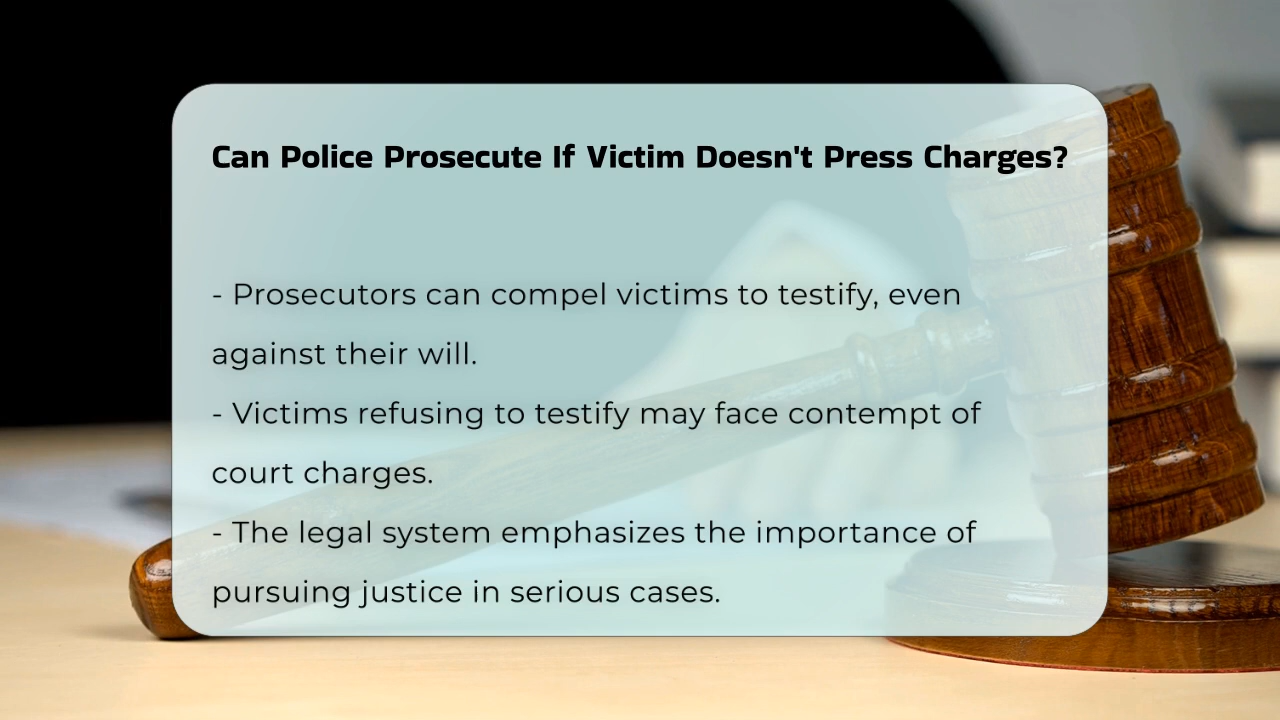 Can Police Prosecute If Victim Doesn't Press Charges?
- Prosecutors can compel victims to testify, even
against their will.
- Victims refusing to testify may face contempt of
court charges.
- The legal system emphasizes the importance of
pursuing justice in serious cases.